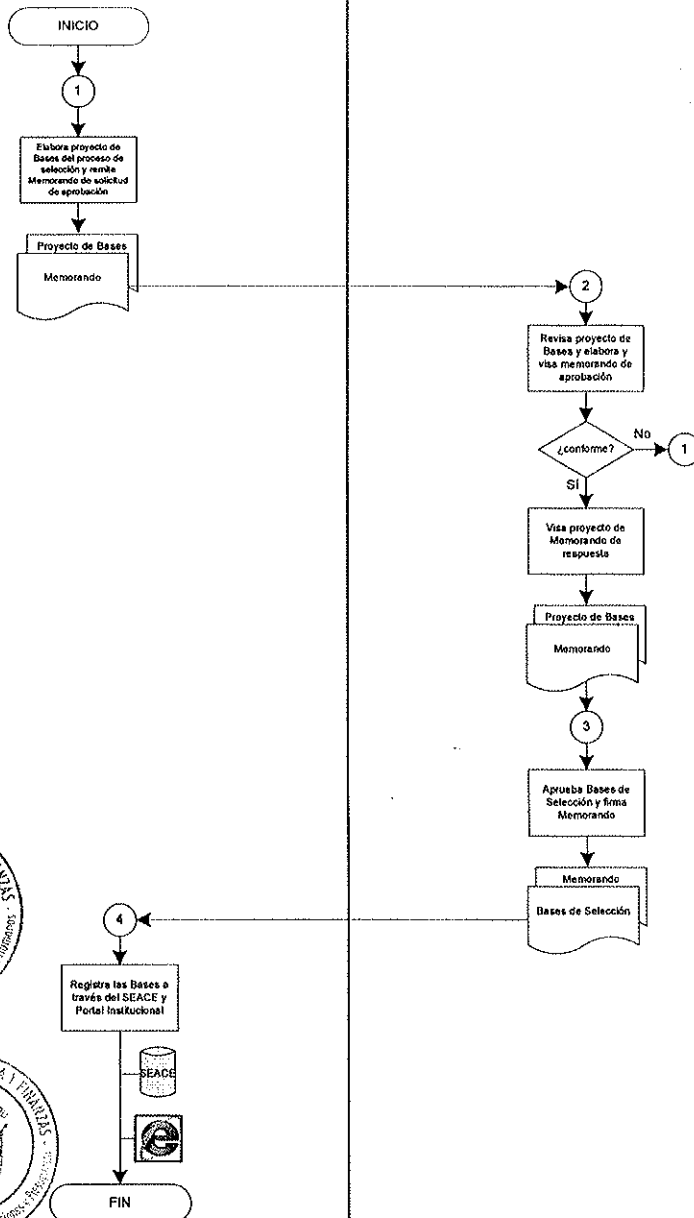 INICIO
1
Elabora proyecto de
Bases del proceso de
selección y remite
Memorando de solicitud
de aprobación
Proyecto de Bases
Memorando
2
Revisa proyecto de
Bases y elabora y
visa memorando de
aprobación
¿conforme?
No
1
SÍ
Visa proyecto de
Memorando de
respuesta
Proyecto de Bases
Memorando
3
Aprueba Bases de
Selección y firma
Memorando
Memorando
Bases de Selección
4
Registra las Bases a
través del SEACE y
Portal Institucional
SEACE
FIN
Y FINANZAS